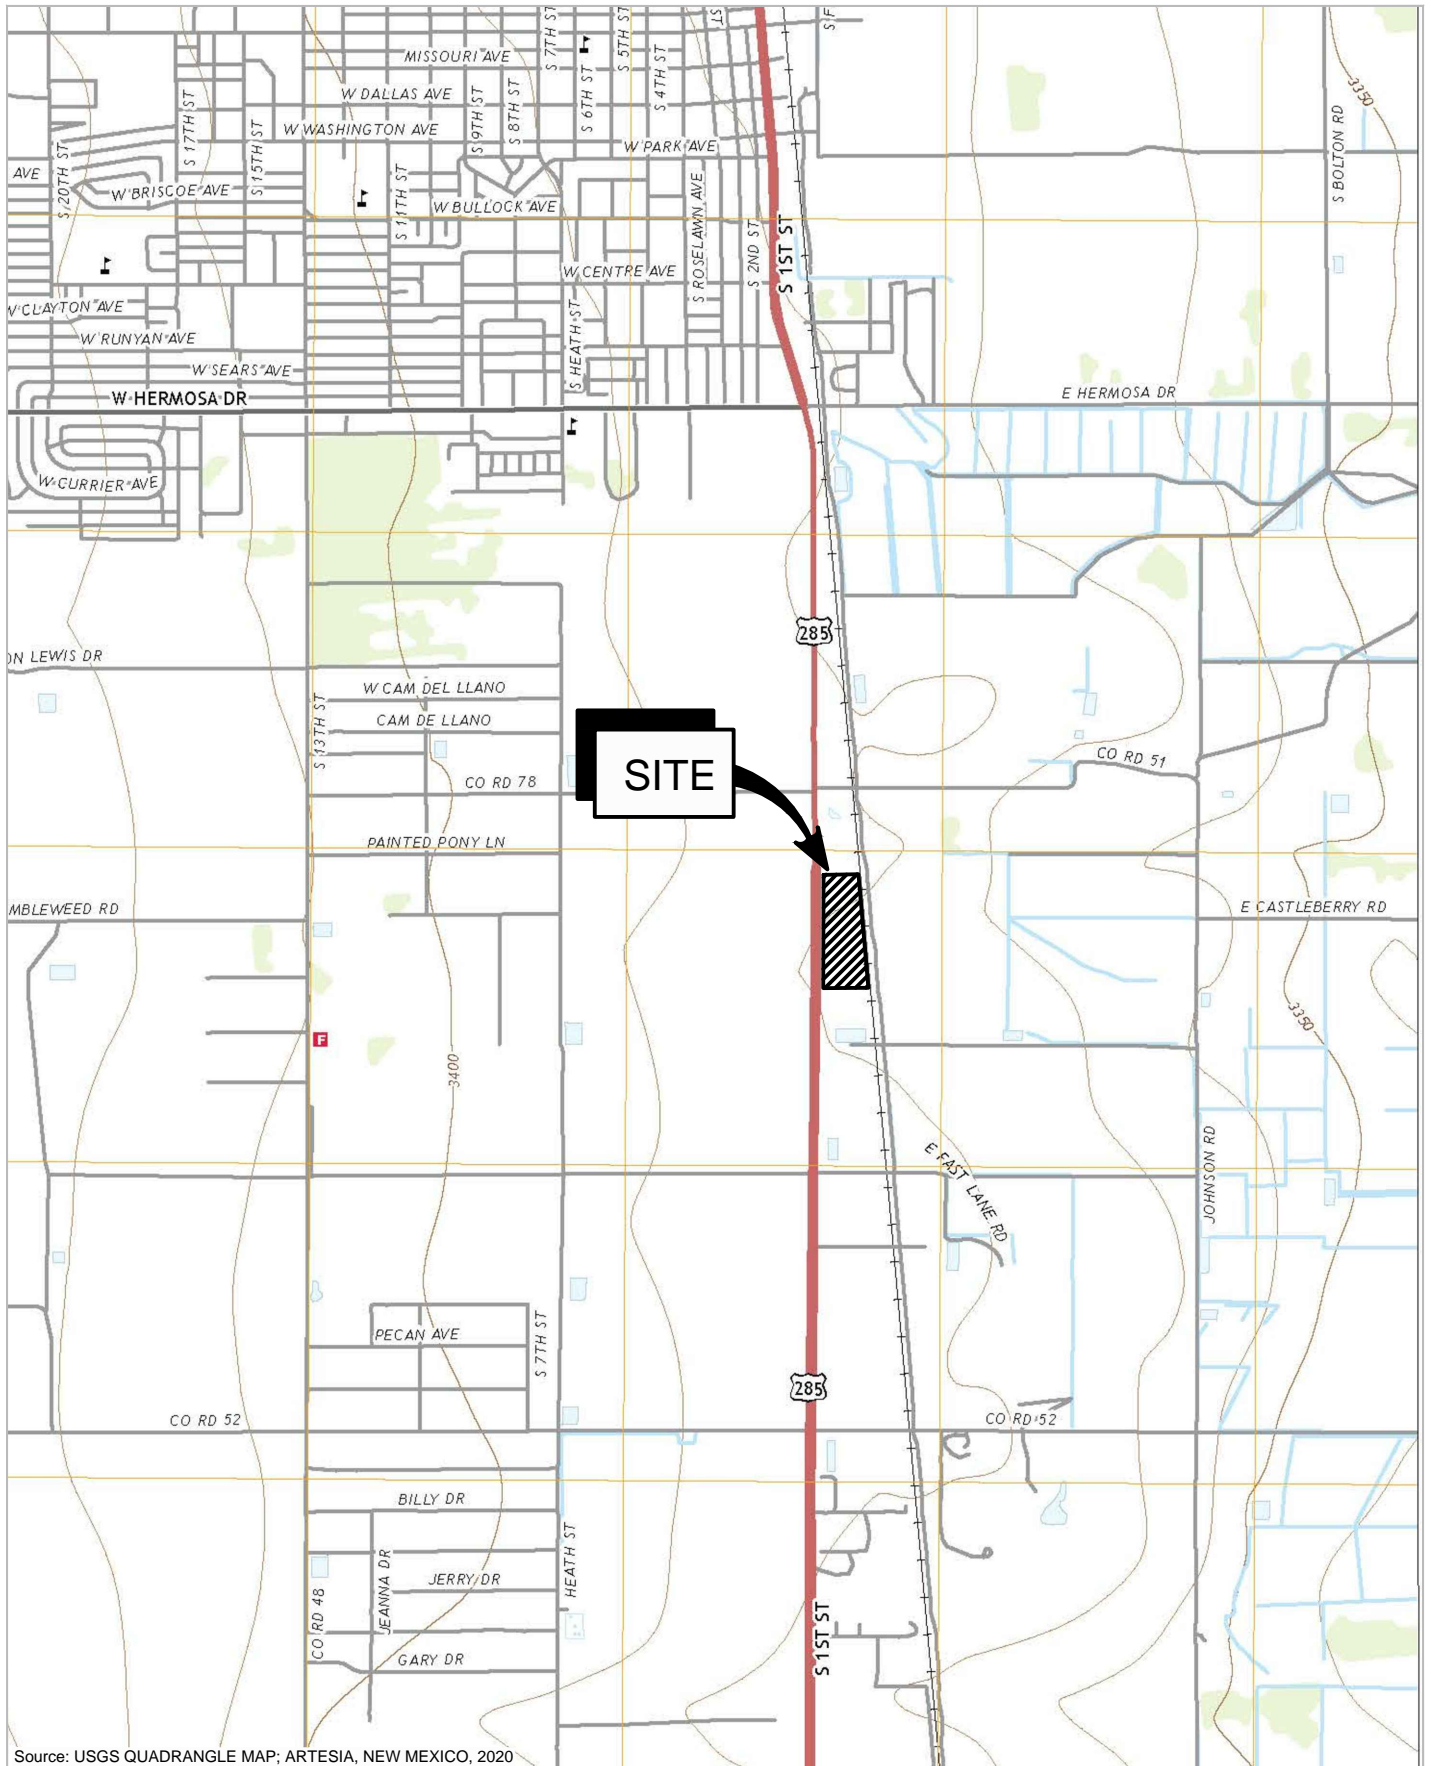 S 7TH ST
S 5TH ST
ST
S F
MISSOURI AVE
S 4TH ST
3350
W DALLAS AVE
S 9TH ST
S 8TH ST
S 6TH ST
S 17TH ST
S 15TH ST
W WASHINGTON AVE
W PARK AVE
S BOLTON RD
AVE
S 20TH ST
W BRISCOE AVE
S 11TH ST
W BULLOCK AVE
S ROSELAWN AVE
S 2ND ST
S 1ST ST
W CENTRE AVE
W CLAYTON AVE
W RUNYAN AVE
S HEATH ST
W SEARS AVE
W HERMOSA DR
E HERMOSA DR
W CURRIER AVE
285
ON LEWIS DR
W CAM DEL LLANO
S 13TH ST
CAM DE LLANO
SITE
CO RD 51
CO RD 78
PAINTED PONY LN
MBLEWEED RD
E CASTLEBERRY RD
3350
F
3400
E FAST LANE RD
JOHNSON RD
PECAN AVE
S 7TH ST
285
CO RD 52
CO RD 52
BILLY DR
HEATH ST
JEANNA DR
JERRY DR
CO RD 48
S 1ST ST
GARY DR
Source: USGS QUADRANGLE MAP; ARTESIA, NEW MEXICO, 2020